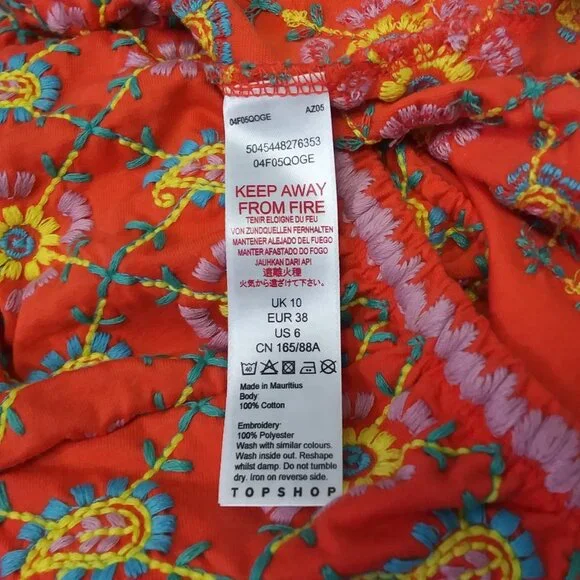 04F05QOGE AZ05
5045448276353
04F05QOGE
KEEP AWAY
FROM FIRE
TENIR ELOIGNE DU FEU
VON ZUNDQUELLEN FERNHALTEN
MANTENER ALEJADO DEL FUEGO
MANTER AFASTADO DO FOGO
JAUHKAN DARI API
遠離火種
火気から遠ざけて下さい。
UK 10
EUR 38
US 6
CN 165/88A
40
Made in Mauritius
Body:
100% Cotton
Embroidery:
100% Polyester
Wash with similar colours.
Wash inside out. Reshape
whilst damp. Do not tumble
dry. Iron on reverse side.
TOPSHOP